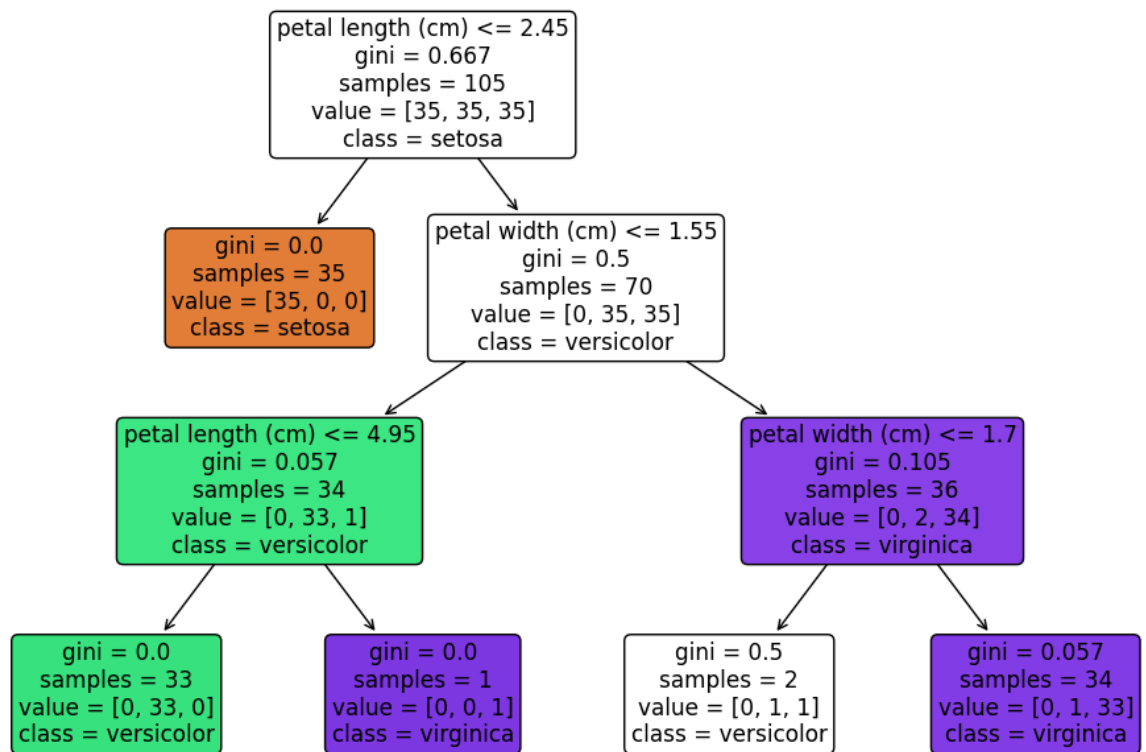 petal length (cm) <= 2.45
gini = 0.667
samples = 105
value = [35, 35, 35]
class = setosa
gini = 0.0
samples = 35
value = [35, 0, 0]
class = setosa
petal width (cm) <= 1.55
gini = 0.5
samples = 70
value = [0, 35, 35]
class = versicolor
petal length (cm) <= 4.95
gini = 0.057
samples = 34
value = [0, 33, 1]
class = versicolor
petal width (cm) <= 1.7
gini = 0.105
samples = 36
value = [0, 2, 34]
class = virginica
gini = 0.0
samples = 33
value = [0, 33, 0]
class = versicolor
gini = 0.0
samples = 1
value = [0, 0, 1]
class = virginica
gini = 0.5
samples = 2
value = [0, 1, 1]
class = versicolor
gini = 0.057
samples = 34
value = [0, 1, 33]
class = virginica